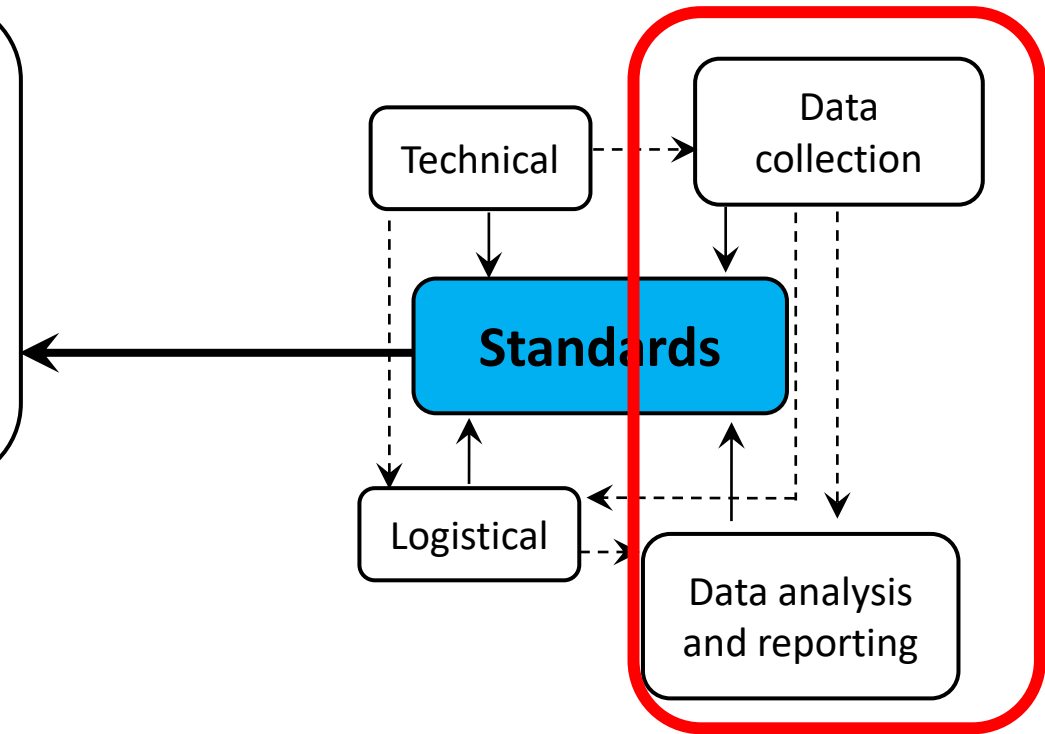 Technical
Data
collection
Standards
Logistical
Data analysis
and reporting